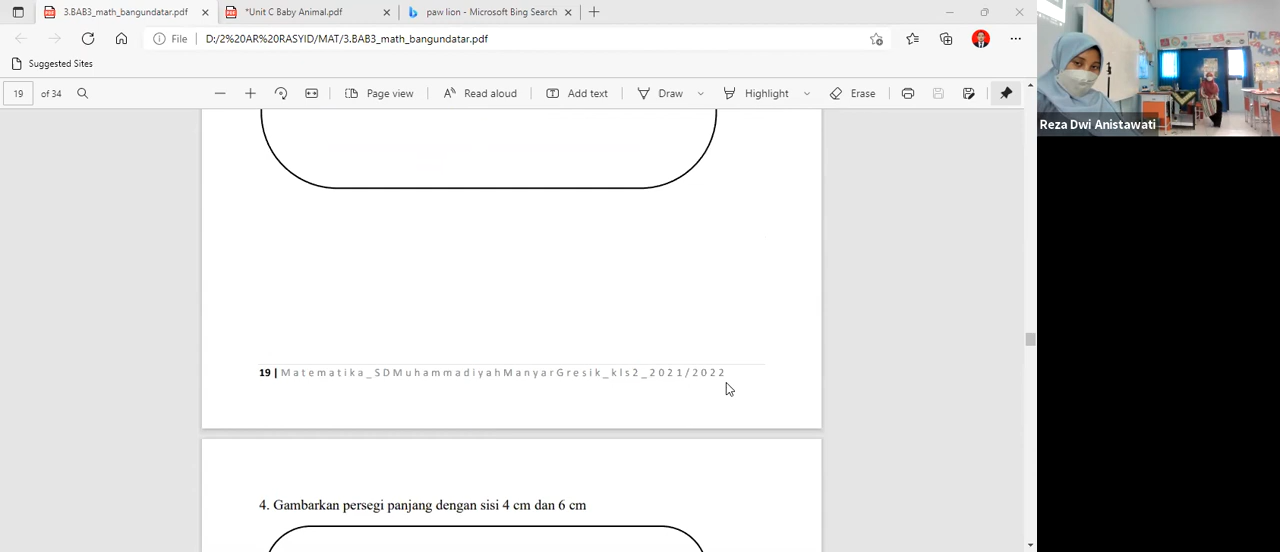 3.BAB3_math_bangundatar.pdf
*Unit C Baby Animal.pdf
paw lion - Microsoft Bing Search
File D:/2%20AR%20RASYID/MAT/3.BAB3_math_bangundatar.pdf
Suggested Sites
19 of 34
Page view
Read aloud
Add text
Draw
Highlight
Erase
Reza Dwi Anistawati
19 | Matematika_SDMuhammadiyahManyarGresik_kls2_2021/2022
4. Gambarkan persegi panjang dengan sisi 4 cm dan 6 cm